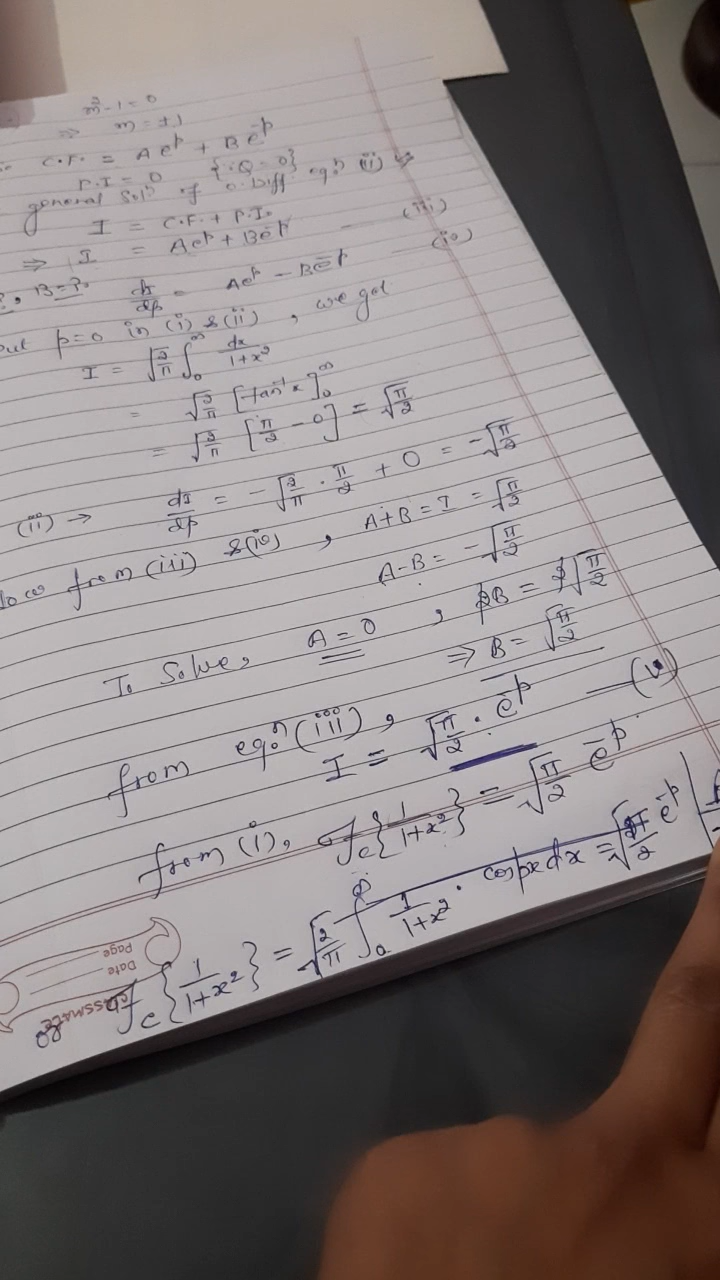 m² - 1 = 0
⇒ m = ±1
C.F. = Ae^p + Be^-p
P.I = 0 {∵ Q = 0}
general Solⁿ of Diff eqⁿ (ii)
I = C.F. + P.I.
⇒ I = Ae^p + Be^-p — (iii)
B=? dI/dp = Ae^p - Be^-p — (iv)
put p=0 in (i) & (ii), we get
I = √(2/π) ∫₀^∞ dx/(1+x²)
= √(2/π) [tan⁻¹x]₀^∞
= √(2/π) [π/2 - 0] = √(π/2)
(ii) → dI/dp = -√(2/π) · π/2 + 0 = -√(π/2)
Now from (iii) & (iv), A+B = I = √(π/2)
A-B = -√(π/2)
To Solve, A = 0, 2B = 2√(π/2)
⇒ B = √(π/2)
from eqⁿ (iii), I = √(π/2) · e^-p — (v)
from (i), Fc{1/(1+x²)} = √(π/2) e^-p
or Fc{1/(1+x²)} = √(2/π) ∫₀^∞ 1/(1+x²) · cospx dx = √(π/2) e^-p
classmate
Date
Page